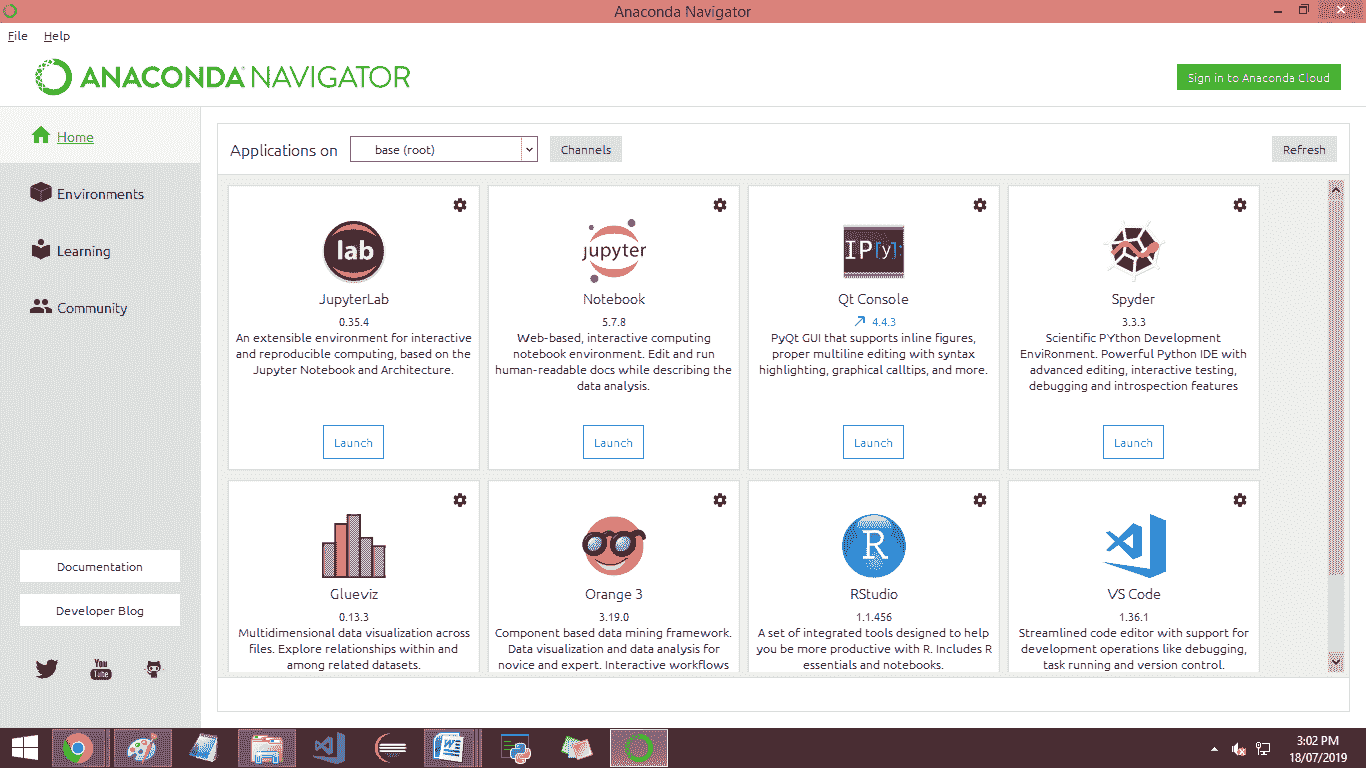 Anaconda Navigator
File Help
ANACONDA NAVIGATOR
Sign in to Anaconda Cloud
Home
Environments
Learning
Community
Documentation
Developer Blog
You
Tube
Applications on base (root) Channels Refresh
lab
JupyterLab
0.35.4
An extensible environment for interactive
and reproducible computing, based on the
Jupyter Notebook and Architecture.
Launch
jupyter
Notebook
5.7.8
Web-based, interactive computing
notebook environment. Edit and run
human-readable docs while describing the
data analysis.
Launch
IP[y]:
Qt Console
4.4.3
PyQt GUI that supports inline figures,
proper multiline editing with syntax
highlighting, graphical calltips, and more.
Launch
Spyder
3.3.3
Scientific PYthon Development
EnviRonment. Powerful Python IDE with
advanced editing, interactive testing,
debugging and introspection features
Launch
Glueviz
0.13.3
Multidimensional data visualization across
files. Explore relationships within and
among related datasets.
Orange 3
3.19.0
Component based data mining framework.
Data visualization and data analysis for
novice and expert. Interactive workflows
R
RStudio
1.1.456
A set of integrated tools designed to help
you be more productive with R. Includes R
essentials and notebooks.
VS Code
1.36.1
Streamlined code editor with support for
development operations like debugging,
task running and version control.
W
3:02 PM
18/07/2019